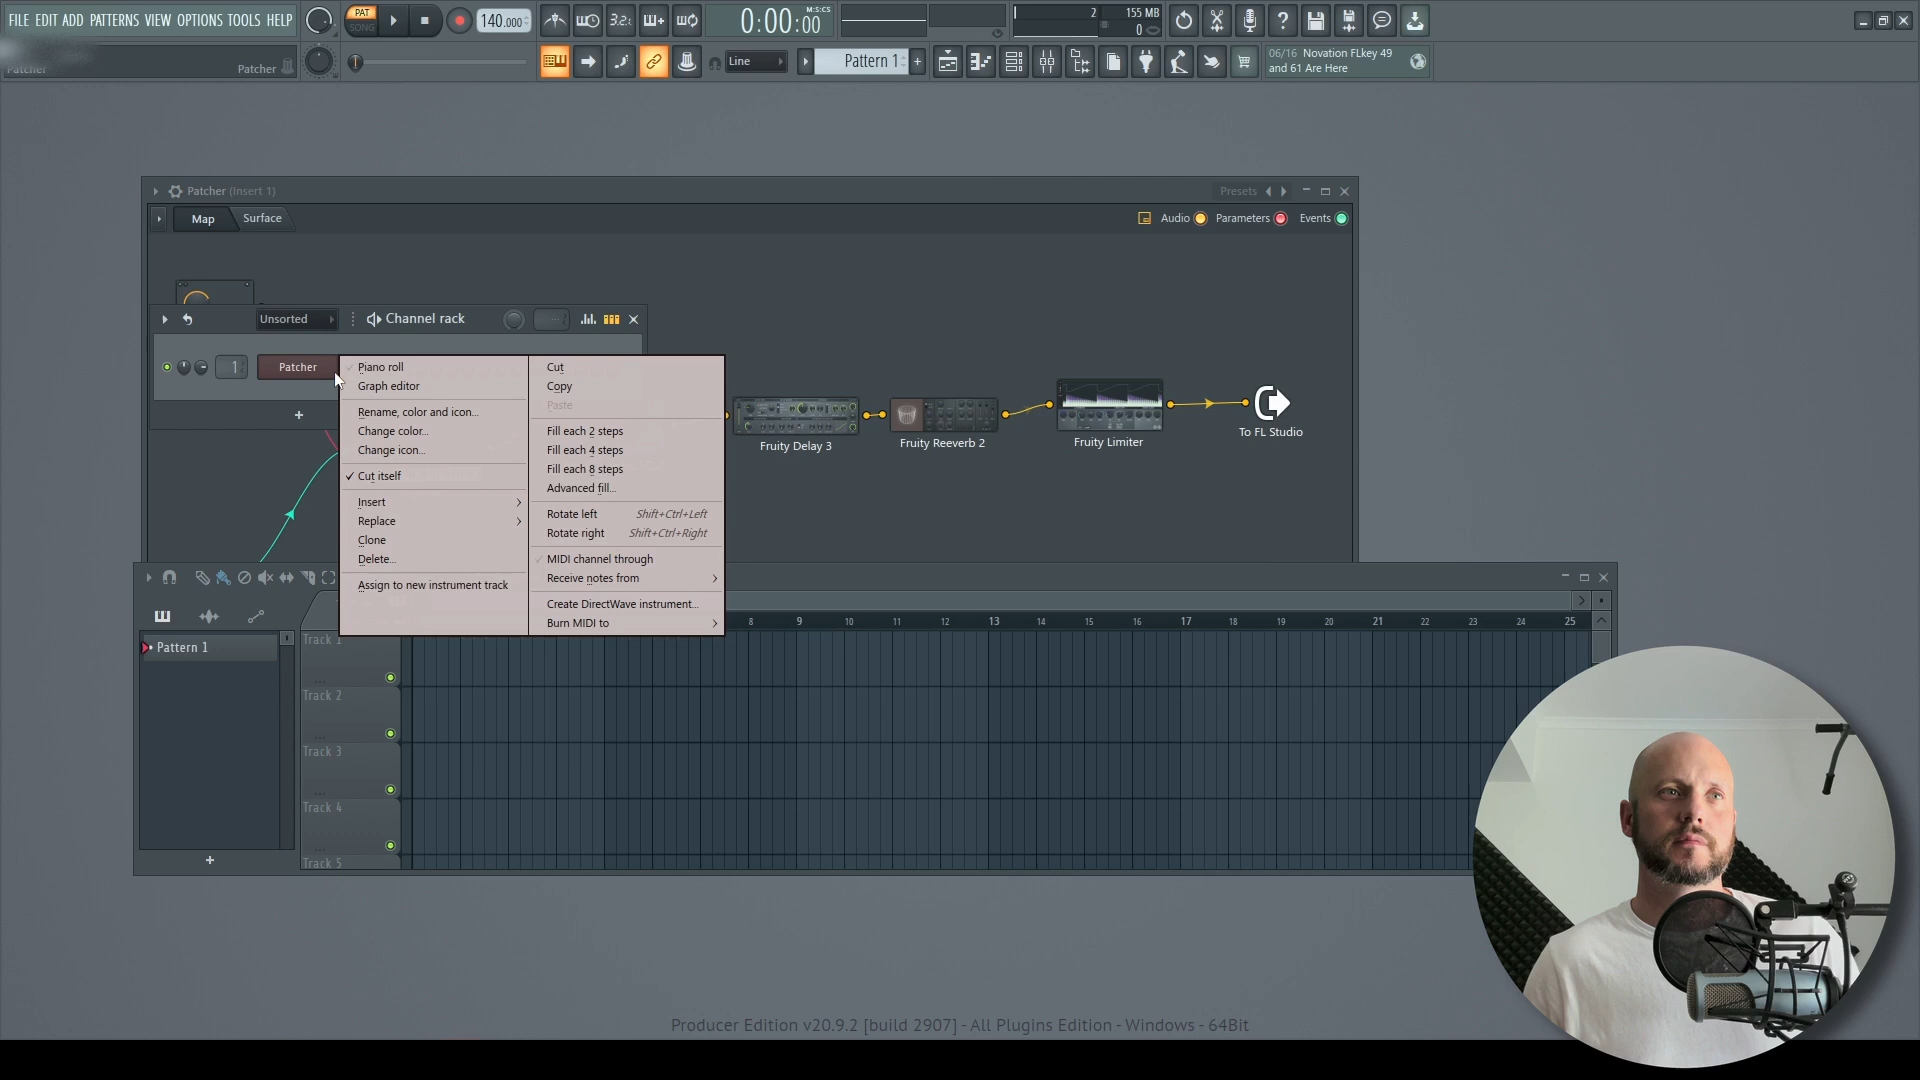 FILE EDIT ADD PATTERNS VIEW OPTIONS TOOLS HELP
PAT
SONG
140.000
3.2.
0:00:00
M:S:CS
2
155 MB
0
Patcher
Patcher
Line
Pattern 1
+
06/16 Novation FLkey 49
and 61 Are Here
Patcher (Insert 1)
Presets
Map
Surface
Audio
Parameters
Events
Unsorted
Channel rack
1
Patcher
+
Piano roll
Graph editor
Rename, color and icon...
Change color...
Change icon...
Cut itself
Insert
Replace
Clone
Delete...
Assign to new instrument track
Cut
Copy
Paste
Fill each 2 steps
Fill each 4 steps
Fill each 8 steps
Advanced fill...
Rotate left Shift+Ctrl+Left
Rotate right Shift+Ctrl+Right
MIDI channel through
Receive notes from
Create DirectWave instrument...
Burn MIDI to
Fruity Delay 3
Fruity Reeverb 2
Fruity Limiter
To FL Studio
8 9 10 11 12 13 14 15 16 17 18 19 20 21 22 23 24 25
Pattern 1
+
Track 1
...
Track 2
...
Track 3
...
Track 4
...
Track 5
Producer Edition v20.9.2 [build 2907] - All Plugins Edition - Windows - 64Bit